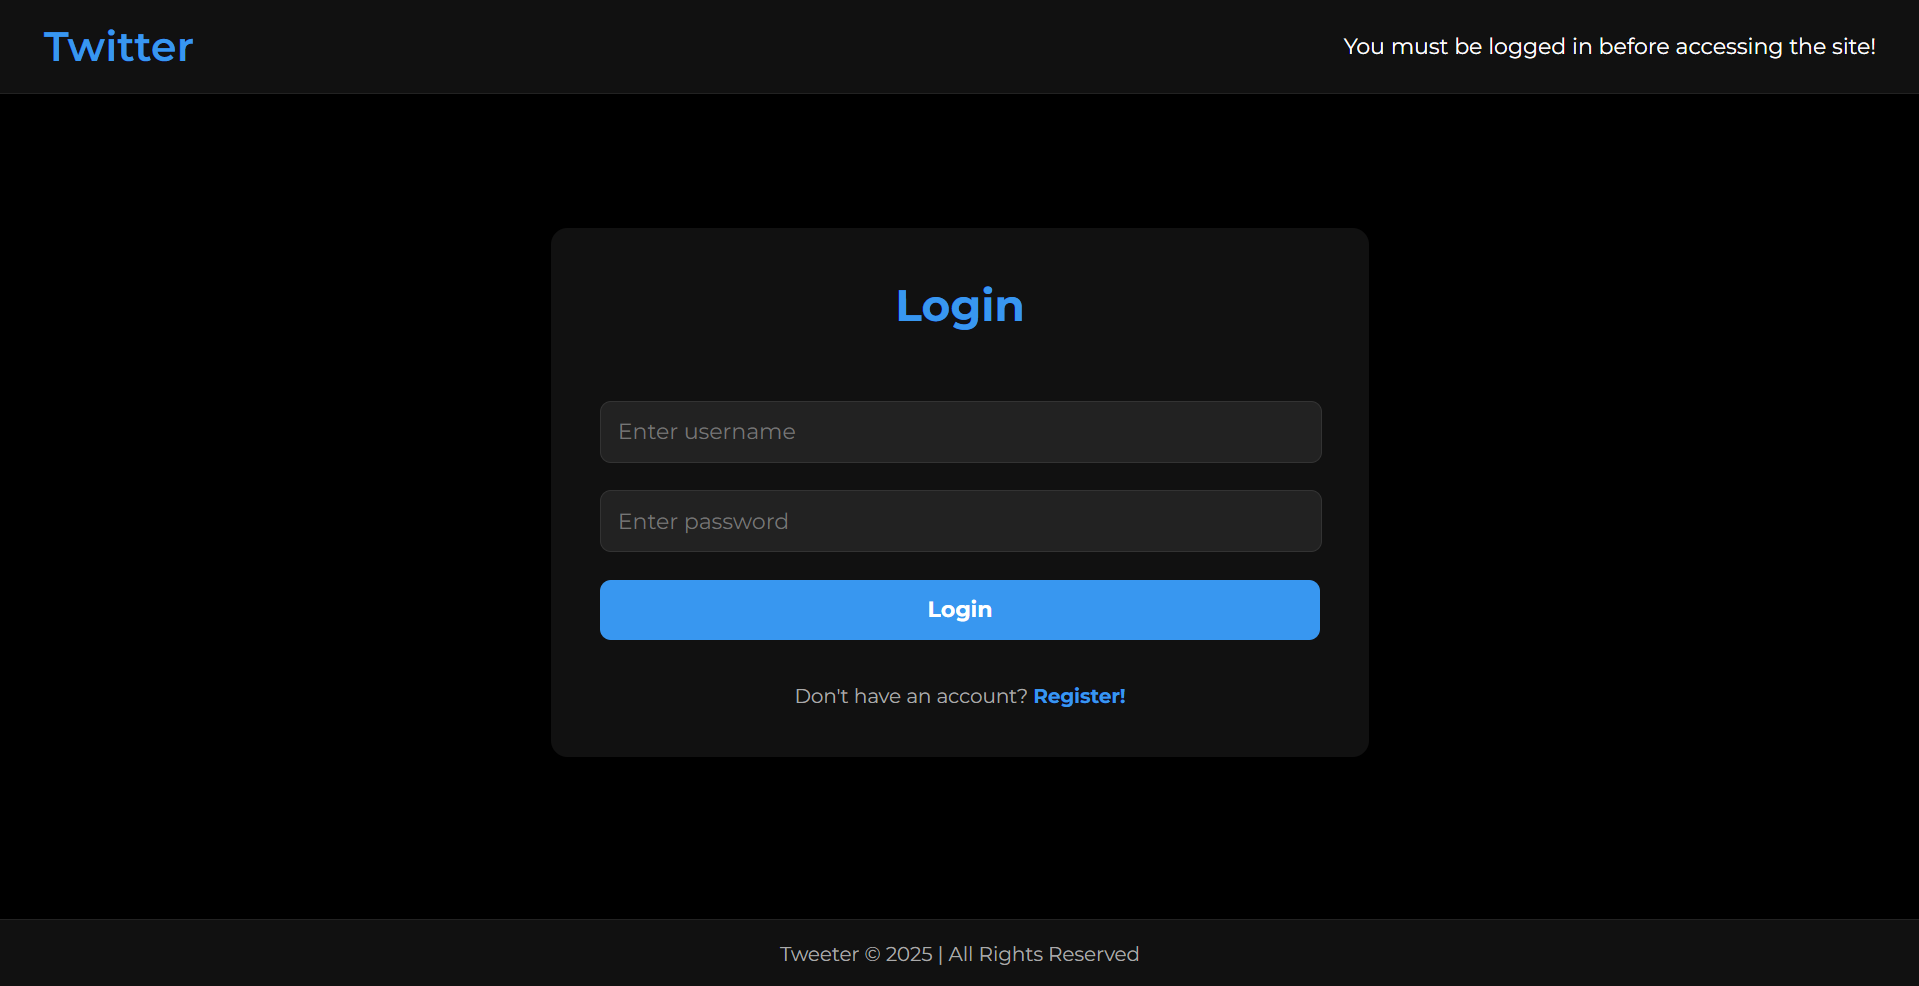 Twitter
You must be logged in before accessing the site!
Login
Enter username
Enter password
Login
Don't have an account? Register!
Tweeter © 2025 | All Rights Reserved